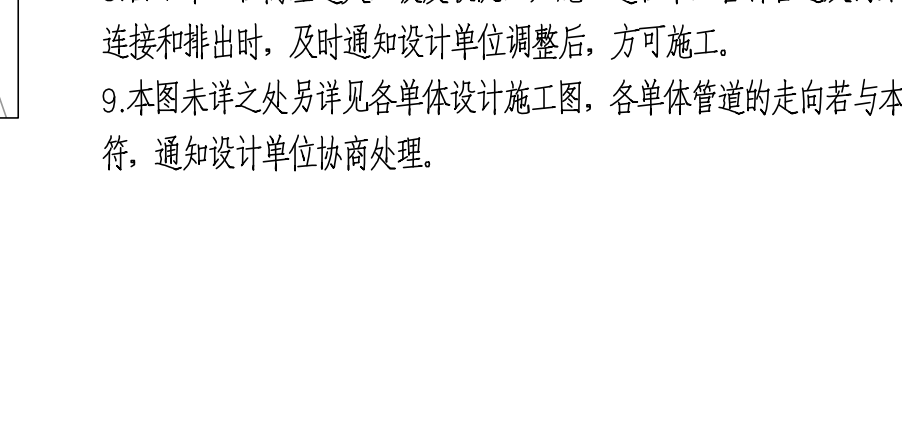 连接和排出时，及时通知设计单位调整后，方可施工。
9.本图未详之处另详见各单体设计施工图，各单体管道的走向若与本
符，通知设计单位协商处理。